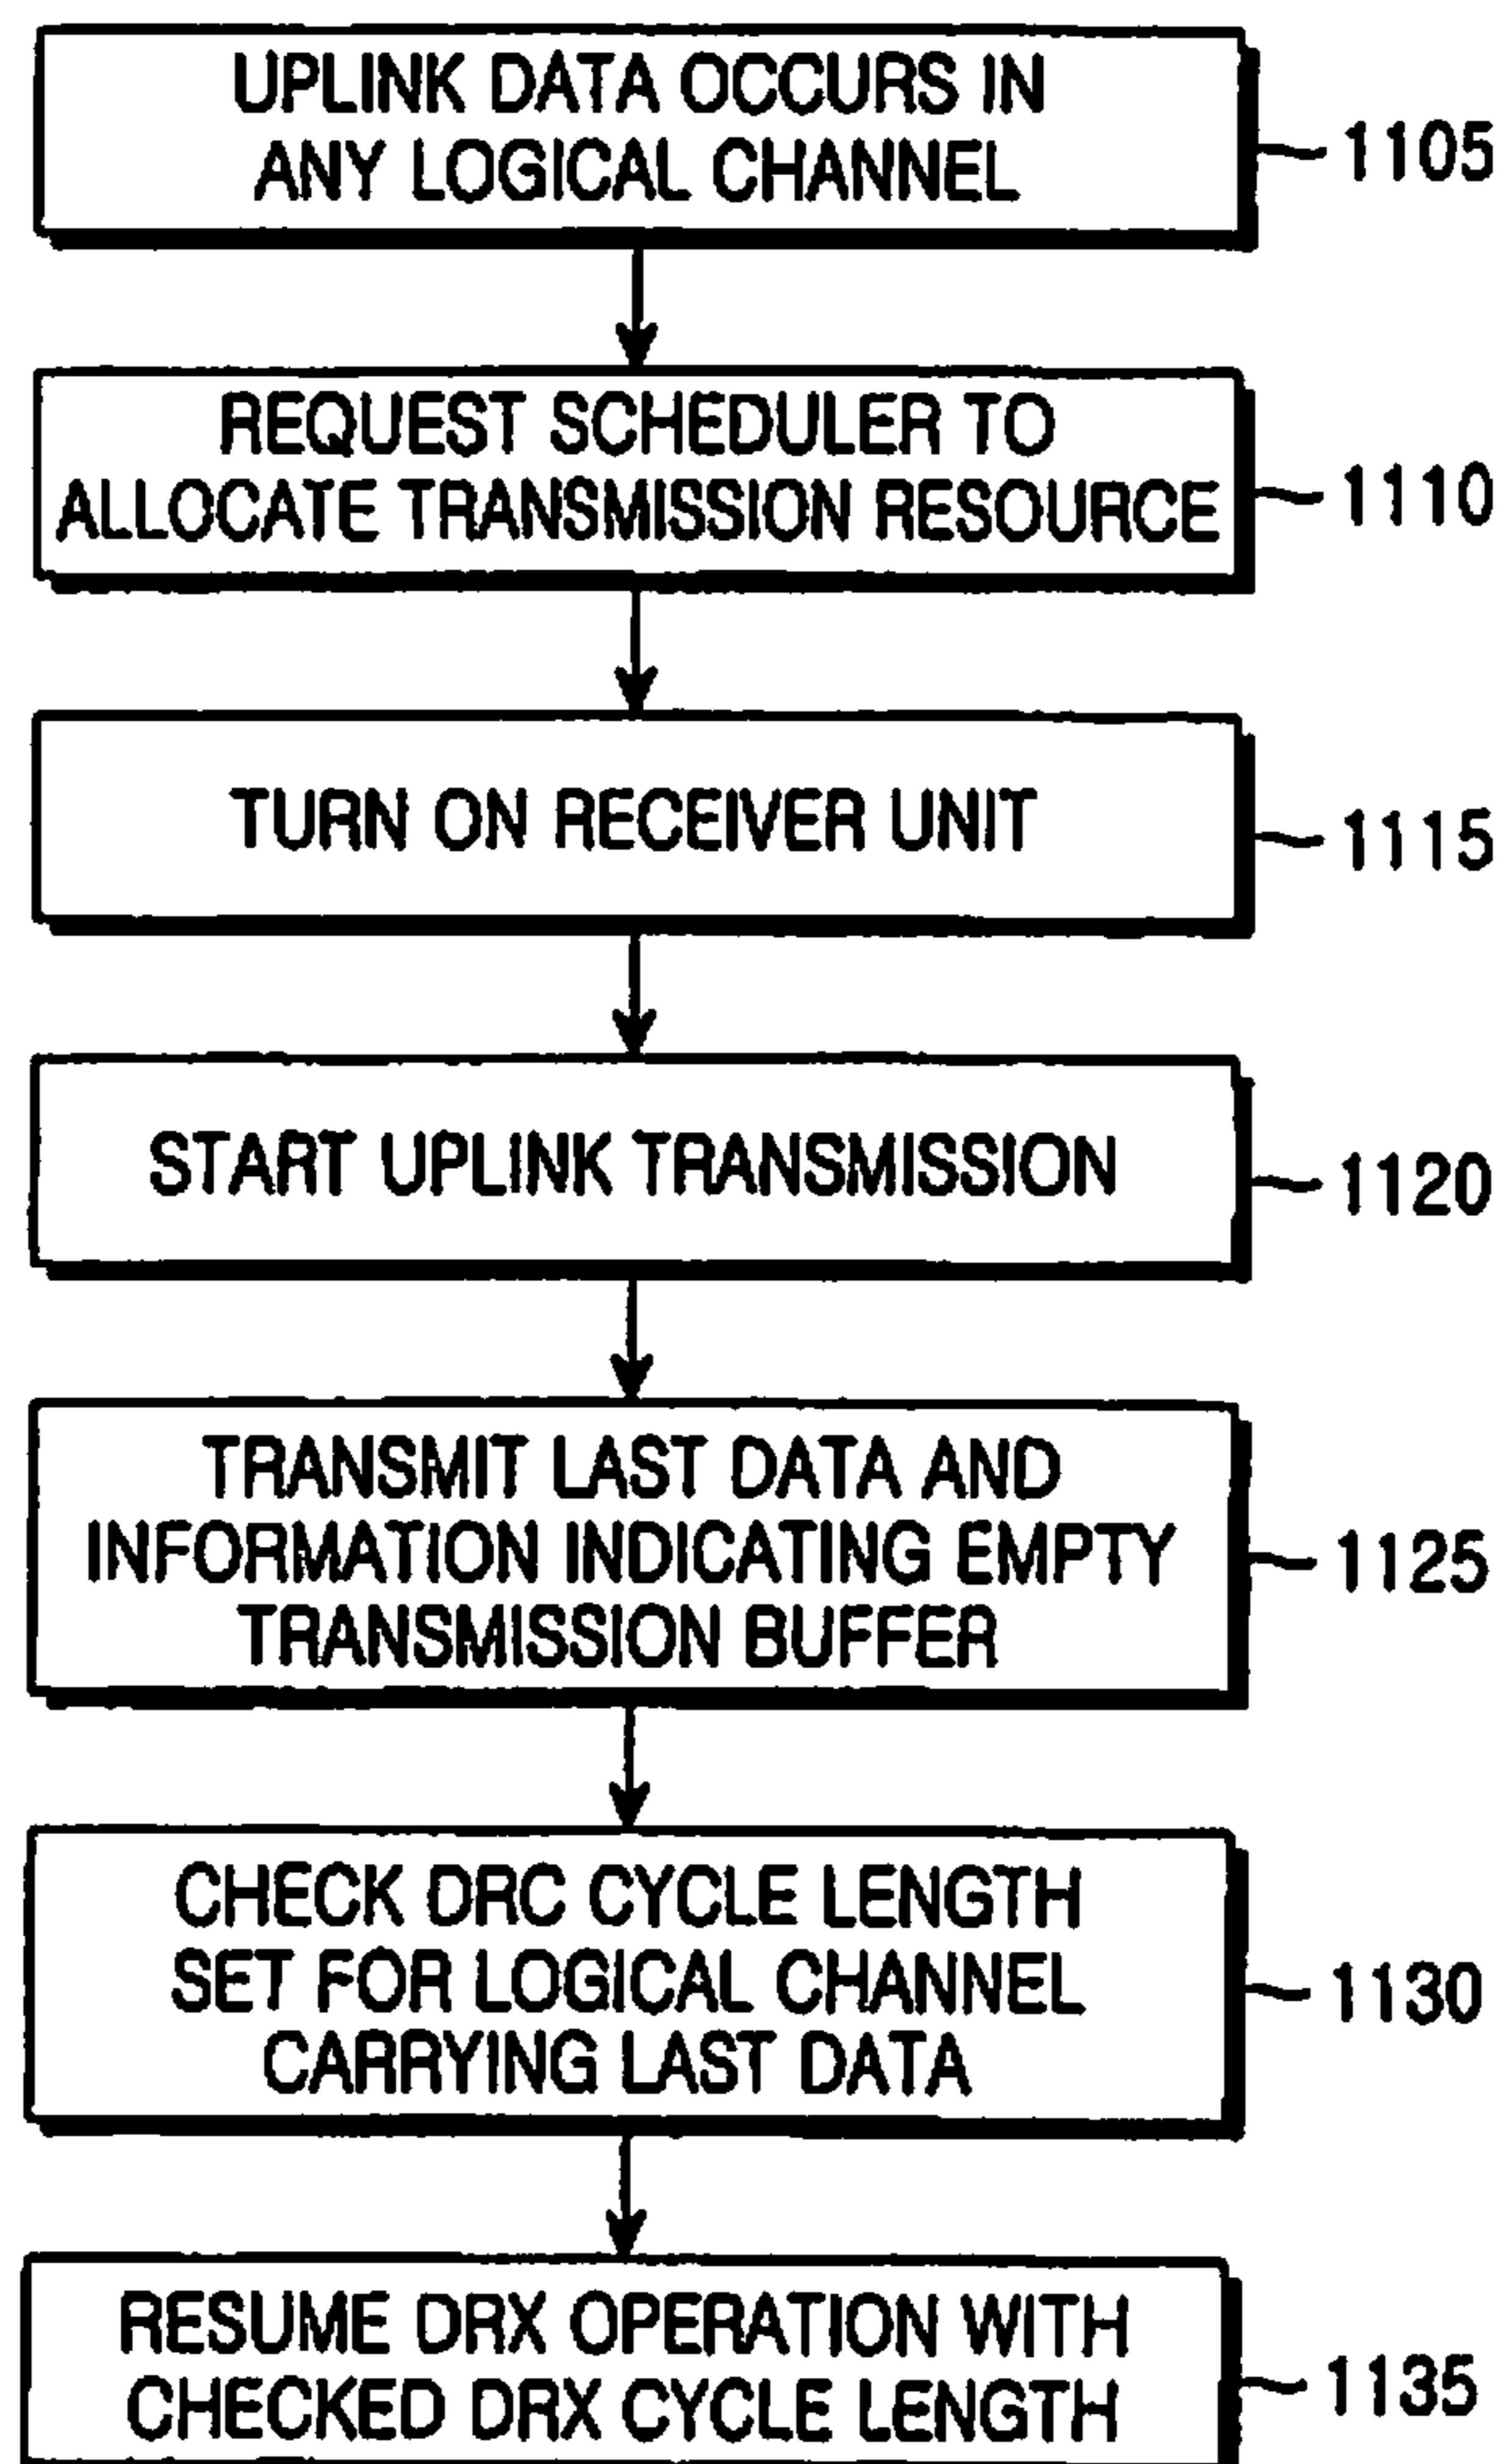 UPLINK DATA OCCURS IN
ANY LOGICAL CHANNEL
1105
REQUEST SCHEDULER TO
ALLOCATE TRANSMISSION RESOURCE
1110
TURN ON RECEIVER UNIT
1115
START UPLINK TRANSMISSION
1120
TRANSMIT LAST DATA AND
INFORMATION INDICATING EMPTY
TRANSMISSION BUFFER
1125
CHECK DRC CYCLE LENGTH
SET FOR LOGICAL CHANNEL
CARRYING LAST DATA
1130
RESUME DRX OPERATION WITH
CHECKED DRX CYCLE LENGTH
1135